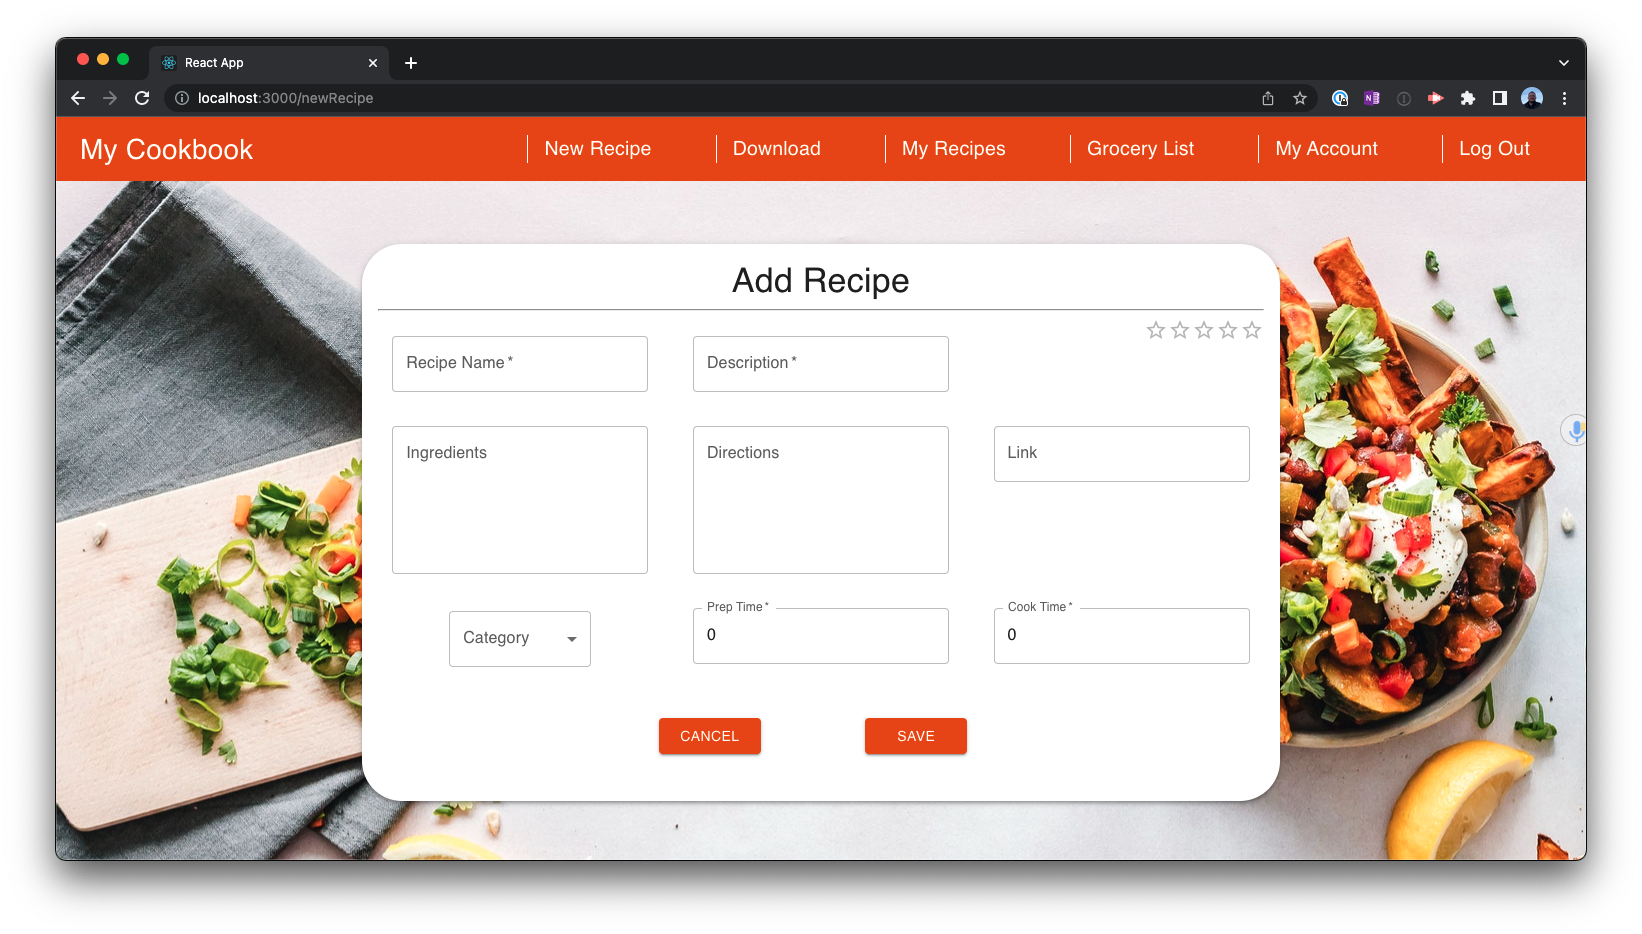 React App
localhost:3000/newRecipe
My Cookbook
New Recipe
Download
My Recipes
Grocery List
My Account
Log Out
Add Recipe
Recipe Name *
Description *
Ingredients
Directions
Link
Category
Prep Time *
0
Cook Time *
0
CANCEL
SAVE